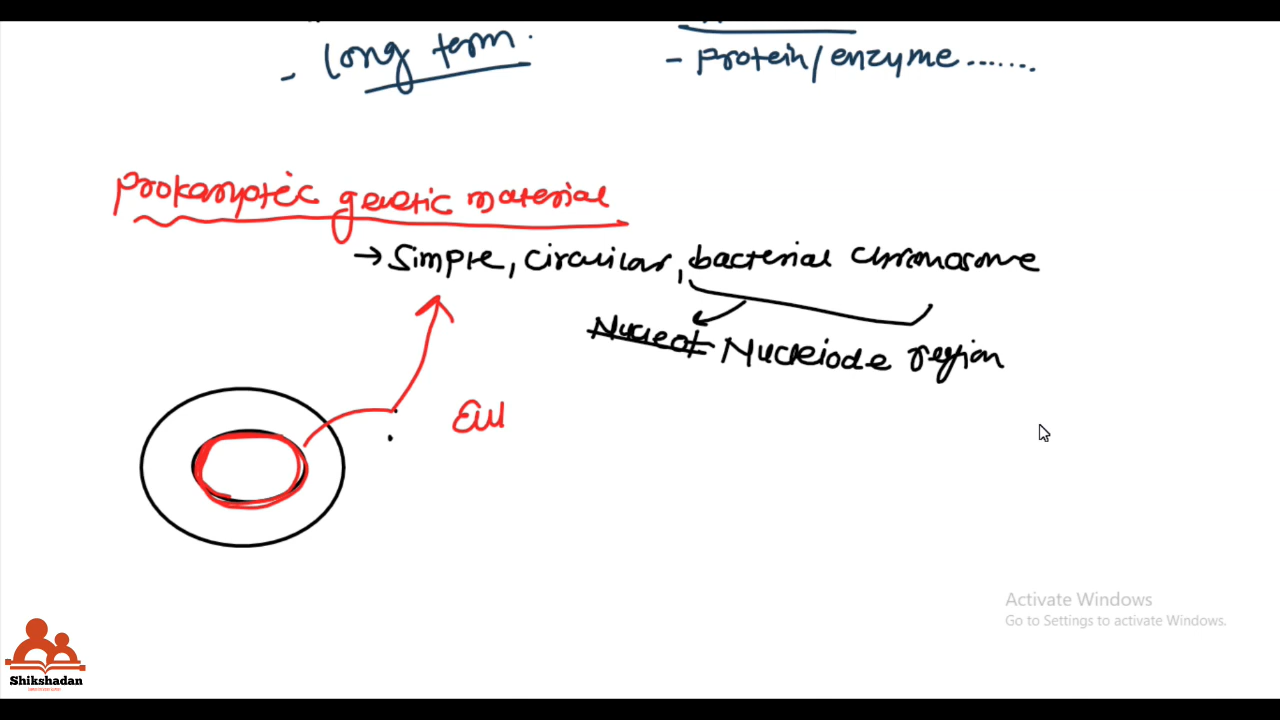 - long term.
- protein/enzyme.......
prokaryotic genetic material
→ Simple, circular, bacterial chromosome
Nucleot Nucleiode region
Eu
Activate Windows
Go to Settings to activate Windows.
Shikshadan